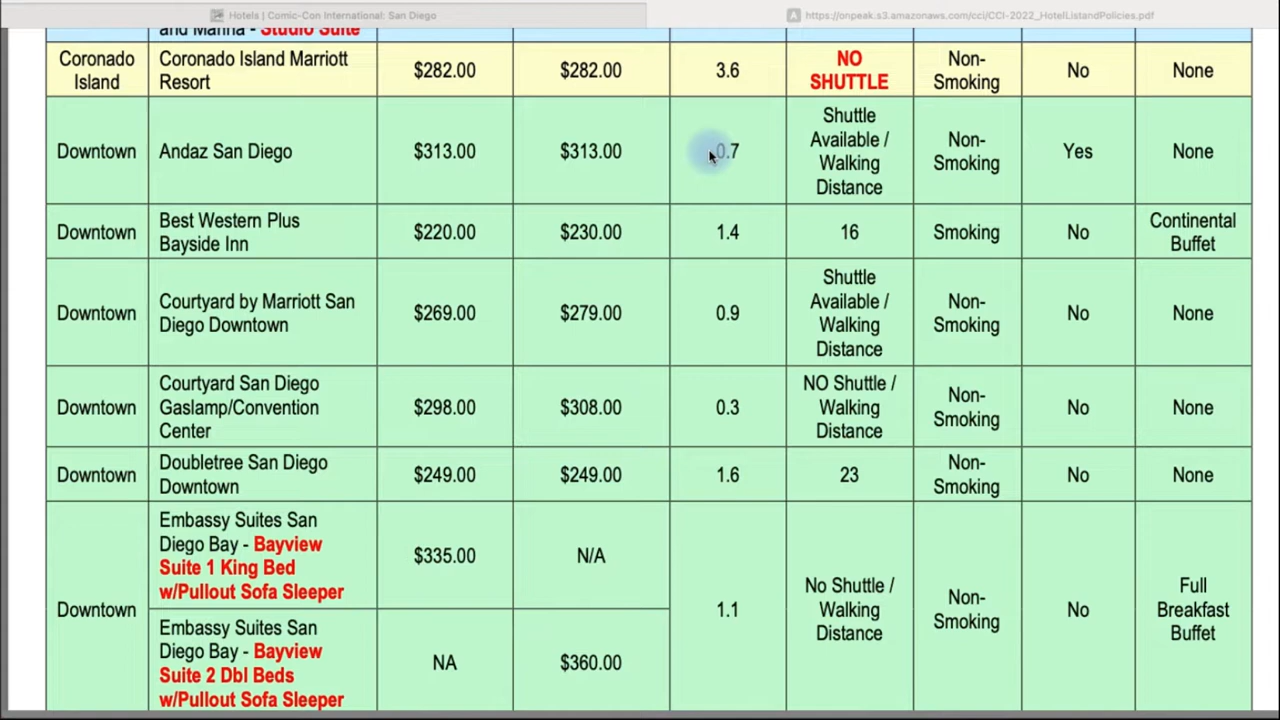 Hotels | Comic-Con International: San Diego
https://onpeak.s3.amazonaws.com/cci/CCI-2022_HotelListandPolicies.pdf
and Marina - Studio Suite
Coronado
Island
Coronado Island Marriott
Resort
$282.00
$282.00
3.6
NO
SHUTTLE
Non-
Smoking
No
None
Downtown
Andaz San Diego
$313.00
$313.00
0.7
Shuttle
Available /
Walking
Distance
Non-
Smoking
Yes
None
Downtown
Best Western Plus
Bayside Inn
$220.00
$230.00
1.4
16
Smoking
No
Continental
Buffet
Downtown
Courtyard by Marriott San
Diego Downtown
$269.00
$279.00
0.9
Shuttle
Available /
Walking
Distance
Non-
Smoking
No
None
Downtown
Courtyard San Diego
Gaslamp/Convention
Center
$298.00
$308.00
0.3
NO Shuttle /
Walking
Distance
Non-
Smoking
No
None
Downtown
Doubletree San Diego
Downtown
$249.00
$249.00
1.6
23
Non-
Smoking
No
None
Downtown
Embassy Suites San
Diego Bay - Bayview
Suite 1 King Bed
w/Pullout Sofa Sleeper
$335.00
N/A
1.1
No Shuttle /
Walking
Distance
Non-
Smoking
No
Full
Breakfast
Buffet
Embassy Suites San
Diego Bay - Bayview
Suite 2 Dbl Beds
w/Pullout Sofa Sleeper
NA
$360.00